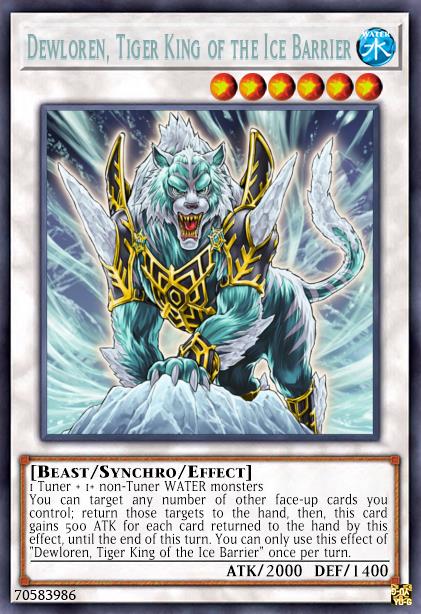 Dewloren, Tiger King of the Ice Barrier
WATER
水
[Beast/Synchro/Effect]
1 Tuner + 1+ non-Tuner WATER monsters
You can target any number of other face-up cards you
control; return those targets to the hand, then, this card
gains 500 ATK for each card returned to the hand by this
effect, until the end of this turn. You can only use this effect of
"Dewloren, Tiger King of the Ice Barrier" once per turn.
ATK/2000 DEF/1400
70583986